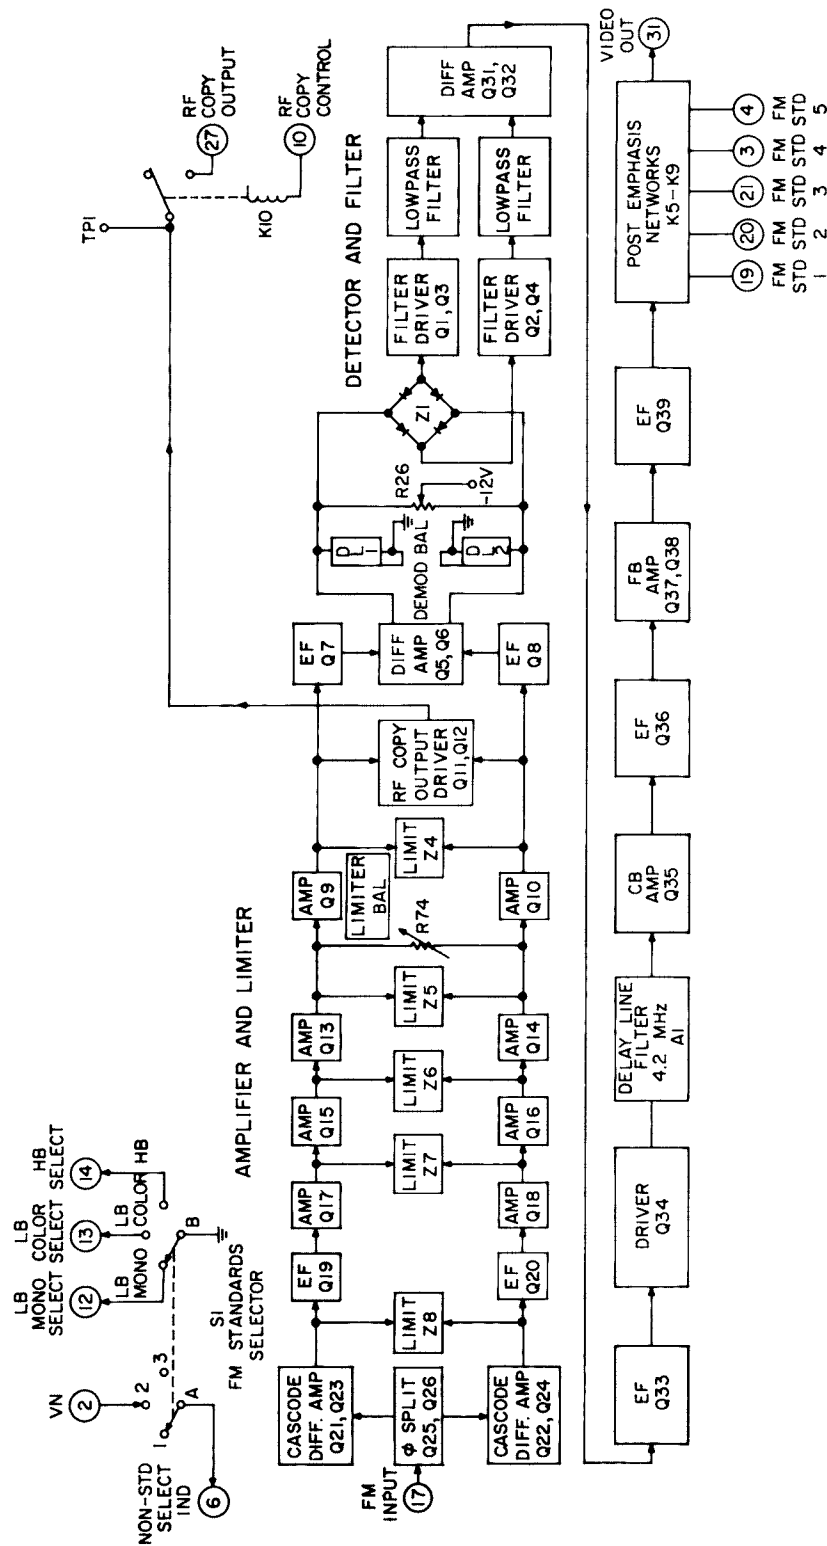 NON-STD
SELECT
IND
6
VN
2
1
2
3
A
LB
MONO
SELECT
12
LB
COLOR
SELECT
13
HB
SELECT
14
LB
MONO
LB
COLOR
HB
B
S1
FM STANDARDS
SELECTOR
AMPLIFIER AND LIMITER
FM
INPUT
17
Φ SPLIT
Q25, Q26
CASCODE
DIFF. AMP
Q21, Q23
CASCODE
DIFF. AMP
Q22, Q24
LIMIT
Z8
EF
Q19
EF
Q20
AMP
Q17
AMP
Q18
LIMIT
Z7
AMP
Q15
AMP
Q16
LIMIT
Z6
AMP
Q13
AMP
Q14
LIMIT
Z5
LIMITER
BAL
R74
AMP
Q9
AMP
Q10
LIMIT
Z4
RF COPY
OUTPUT
DRIVER
Q11, Q12
EF
Q7
EF
Q8
DIFF
AMP
Q5, Q6
DL1
DEMOD BAL
DL2
R26
-12V
Z1
DETECTOR AND FILTER
FILTER
DRIVER
Q1, Q3
FILTER
DRIVER
Q2, Q4
LOWPASS
FILTER
LOWPASS
FILTER
DIFF
AMP
Q31,
Q32
TP1
K10
RF
COPY
OUTPUT
27
RF
COPY
CONTROL
10
EF
Q33
DRIVER
Q34
DELAY LINE
FILTER
4.2 MHz
A1
CB
AMP
Q35
EF
Q36
FB
AMP
Q37, Q38
EF
Q39
POST EMPHASIS
NETWORKS
K5-K9
VIDEO
OUT
31
19
20
21
3
4
FM FM FM FM FM
STD STD STD STD STD
1 2 3 4 5